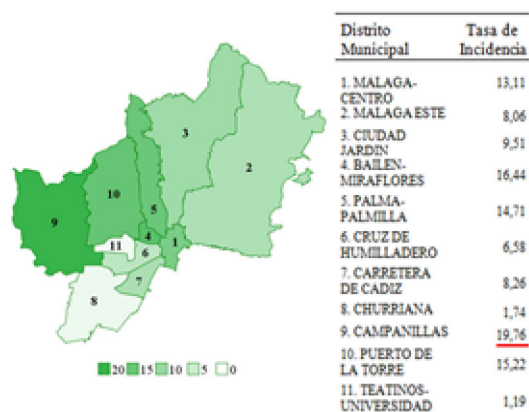 Distrito Tasa de
Municipal Incidencia
1. MALAGA- 13,11
CENTRO
2. MALAGA ESTE 8,06
3. CIUDAD 9,51
JARDIN
4. BAILEN- 16,44
MIRAFLORES
5. PALMA- 14,71
PALMILLA
6. CRUZ DE 6,58
HUMILLADERO
7. CARRETERA 8,26
DE CADIZ
8. CHURRIANA 1,74
9. CAMPANILLAS 19,76
10. PUERTO DE 15,22
LA TORRE
11. TEATINOS- 1,19
UNIVERSIDAD
3
2
10
5
9
4
1
11
6
7
8
20 15 10 5 0